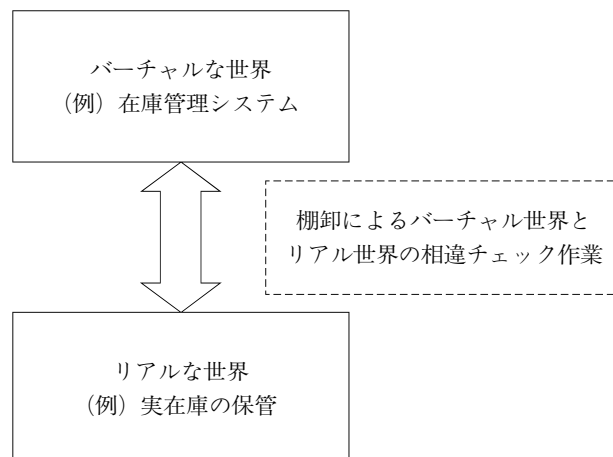 バーチャルな世界
（例）在庫管理システム
棚卸によるバーチャル世界と
リアル世界の相違チェック作業
リアルな世界
（例）実在庫の保管